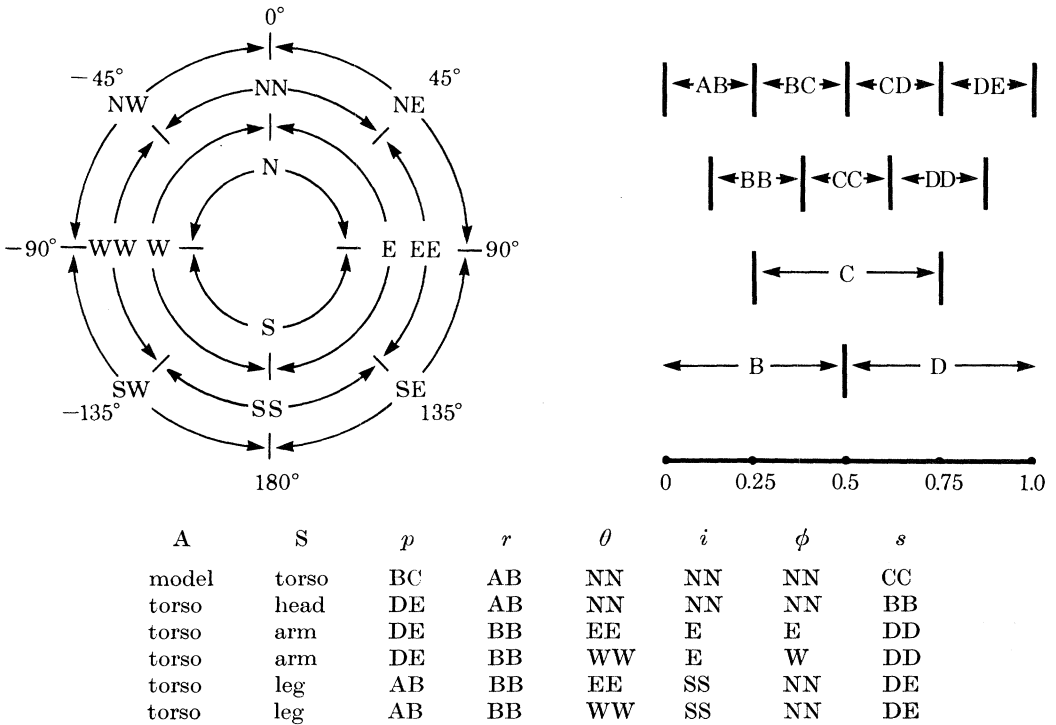 0°
−45° 45°
NW NN NE
N
−90° WW W E EE 90°
S
SW SS SE
−135° 135°
180°
AB BC CD DE
BB CC DD
C
B D
0 0.25 0.5 0.75 1.0
A S p r θ i ϕ s
model torso BC AB NN NN NN CC
torso head DE AB NN NN NN BB
torso arm DE BB EE E E DD
torso arm DE BB WW E W DD
torso leg AB BB EE SS NN DE
torso leg AB BB WW SS NN DE